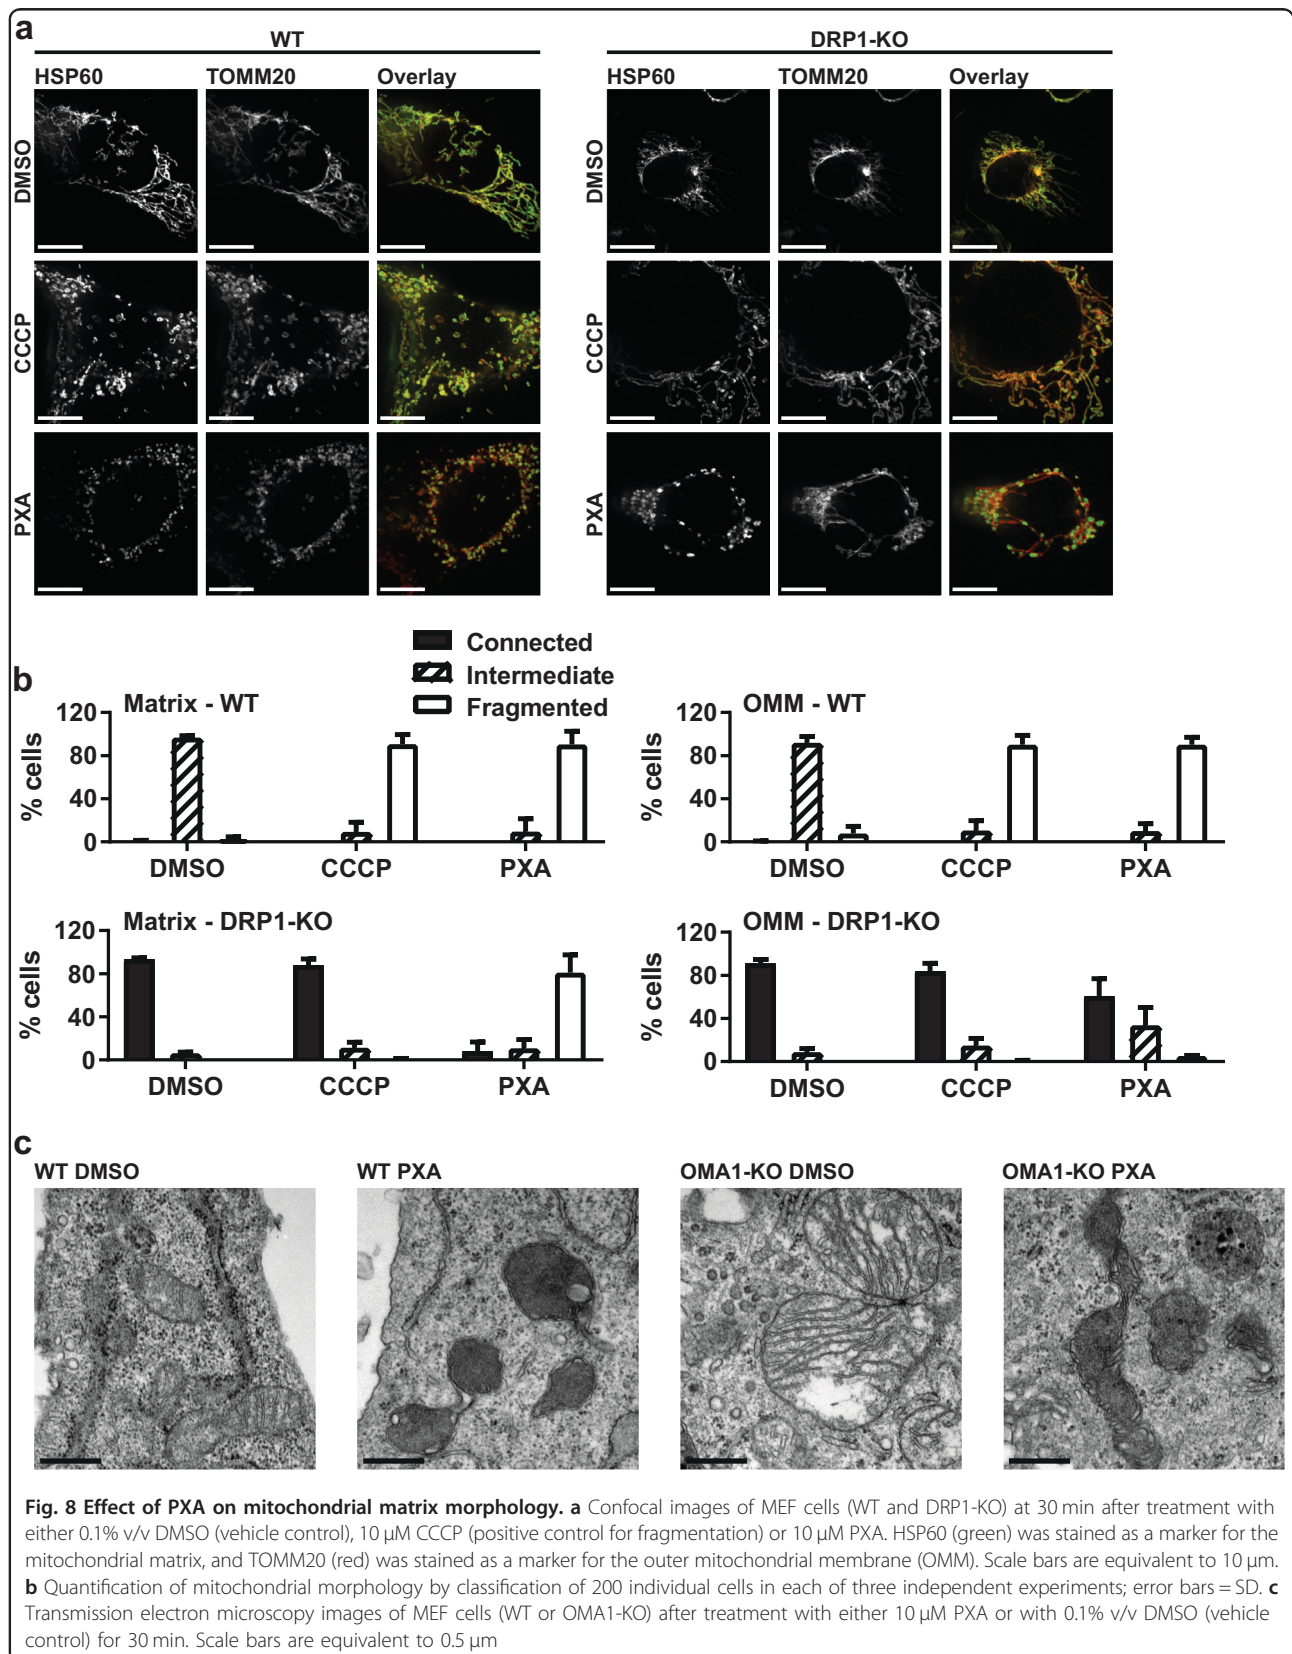 a
WT
DRP1-KO
HSP60 TOMM20 Overlay
HSP60 TOMM20 Overlay
DMSO
DMSO
CCCP
CCCP
PXA
PXA
Connected
Intermediate
Fragmented
b
Matrix - WT
120
80
40
0
% cells
DMSO CCCP PXA
OMM - WT
120
80
40
0
% cells
DMSO CCCP PXA
Matrix - DRP1-KO
120
80
40
0
% cells
DMSO CCCP PXA
OMM - DRP1-KO
120
80
40
0
% cells
DMSO CCCP PXA
c
WT DMSO WT PXA OMA1-KO DMSO OMA1-KO PXA
Fig. 8 Effect of PXA on mitochondrial matrix morphology. a Confocal images of MEF cells (WT and DRP1-KO) at 30 min after treatment with
either 0.1% v/v DMSO (vehicle control), 10 µM CCCP (positive control for fragmentation) or 10 µM PXA. HSP60 (green) was stained as a marker for the
mitochondrial matrix, and TOMM20 (red) was stained as a marker for the outer mitochondrial membrane (OMM). Scale bars are equivalent to 10 µm.
b Quantification of mitochondrial morphology by classification of 200 individual cells in each of three independent experiments; error bars = SD. c
Transmission electron microscopy images of MEF cells (WT or OMA1-KO) after treatment with either 10 µM PXA or with 0.1% v/v DMSO (vehicle
control) for 30 min. Scale bars are equivalent to 0.5 µm